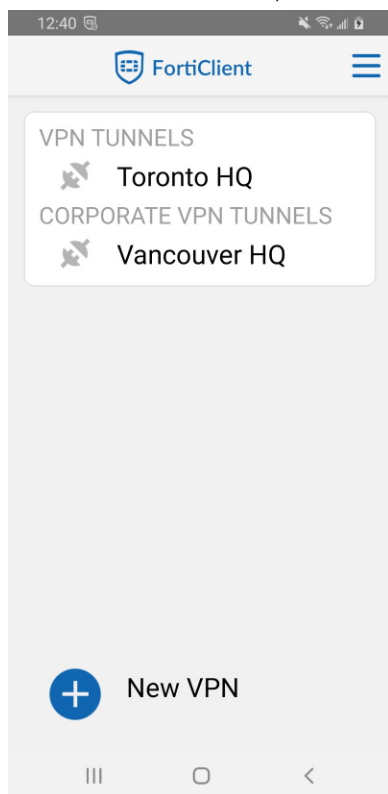 12:40
FortiClient
VPN TUNNELS
Toronto HQ
CORPORATE VPN TUNNELS
Vancouver HQ
New VPN